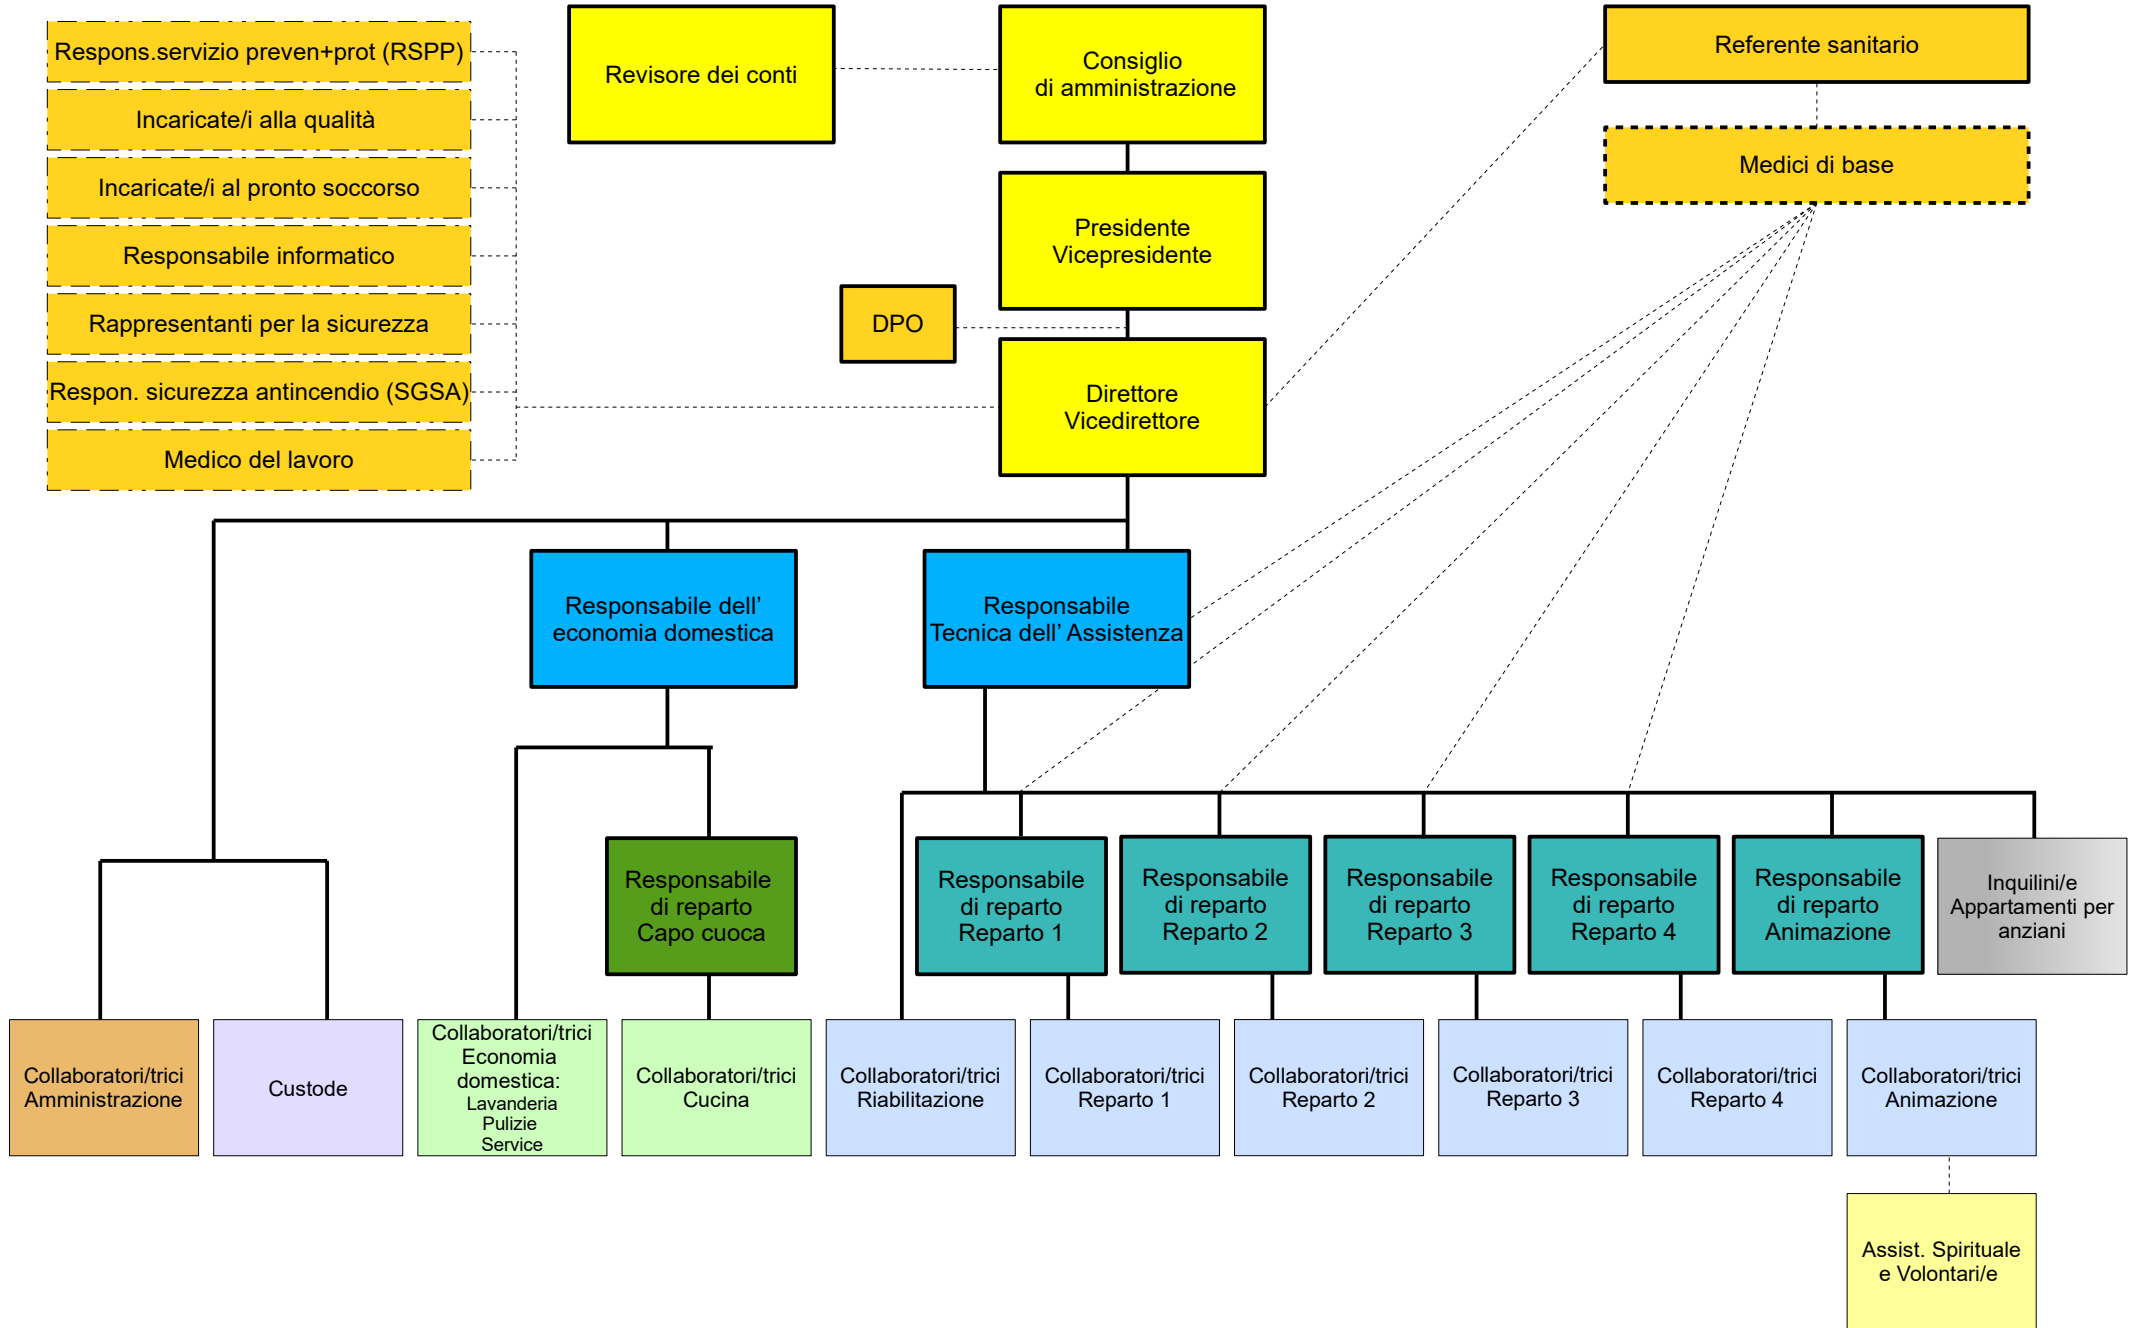 Respons.servizio preven+prot (RSPP)
Incaricate/i alla qualità
Incaricate/i al pronto soccorso
Responsabile informatico
Rappresentanti per la sicurezza
Respon. sicurezza antincendio (SGSA)
Medico del lavoro
Revisore dei conti
Consiglio
di amministrazione
Presidente
Vicepresidente
DPO
Direttore
Vicedirettore
Referente sanitario
Medici di base
Responsabile dell’
economia domestica
Responsabile
Tecnica dell’ Assistenza
Responsabile
di reparto
Capo cuoca
Responsabile
di reparto
Reparto 1
Responsabile
di reparto
Reparto 2
Responsabile
di reparto
Reparto 3
Responsabile
di reparto
Reparto 4
Responsabile
di reparto
Animazione
Inquilini/e
Appartamenti per
anziani
Collaboratori/trici
Amministrazione
Custode
Collaboratori/trici
Economia
domestica:
Lavanderia
Pulizie
Service
Collaboratori/trici
Cucina
Collaboratori/trici
Riabilitazione
Collaboratori/trici
Reparto 1
Collaboratori/trici
Reparto 2
Collaboratori/trici
Reparto 3
Collaboratori/trici
Reparto 4
Collaboratori/trici
Animazione
Assist. Spirituale
e Volontari/e